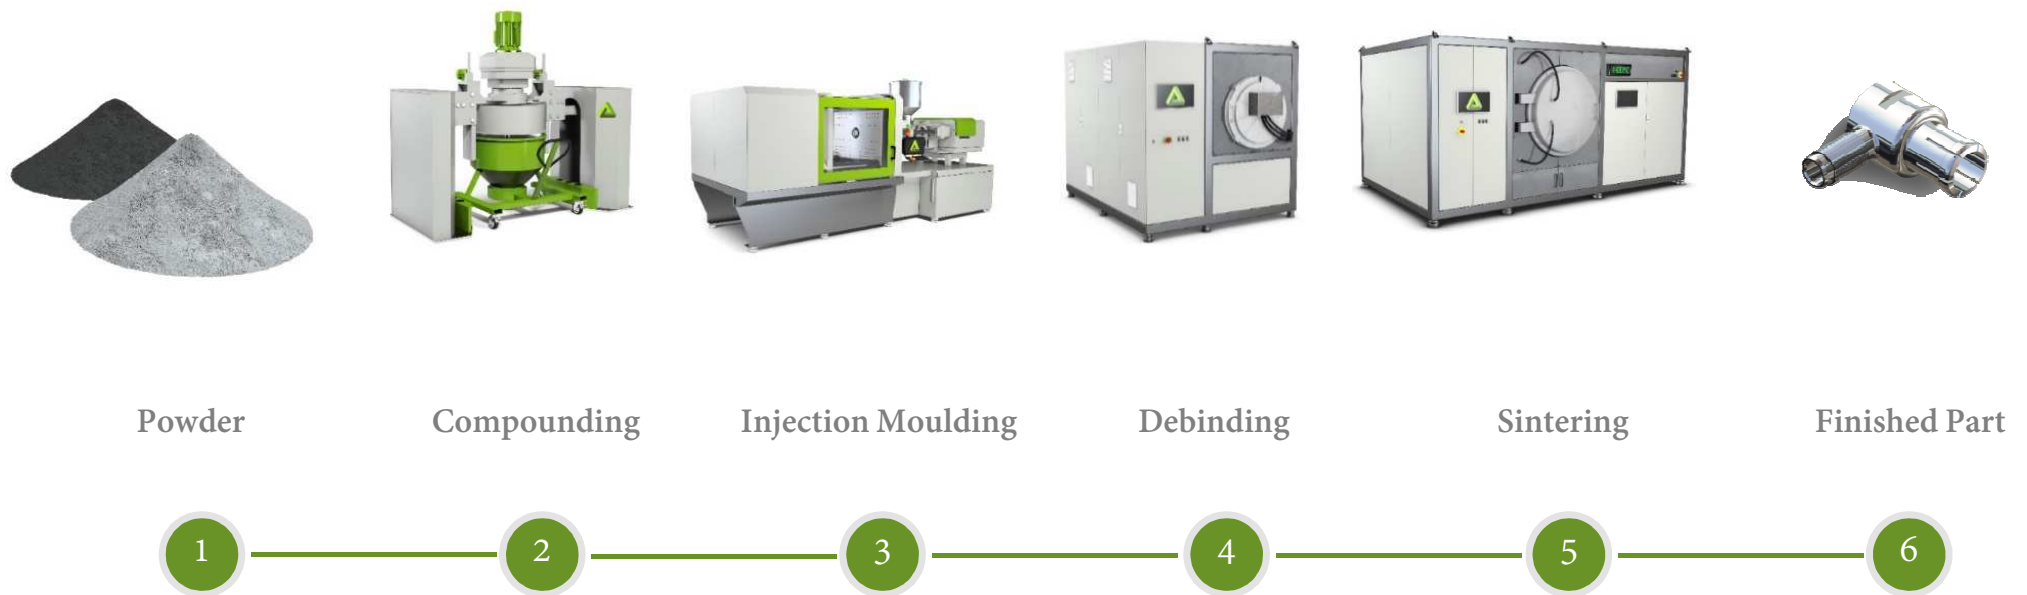 Powder
Compounding
Injection Moulding
Debinding
Sintering
Finished Part
1
2
3
4
5
6